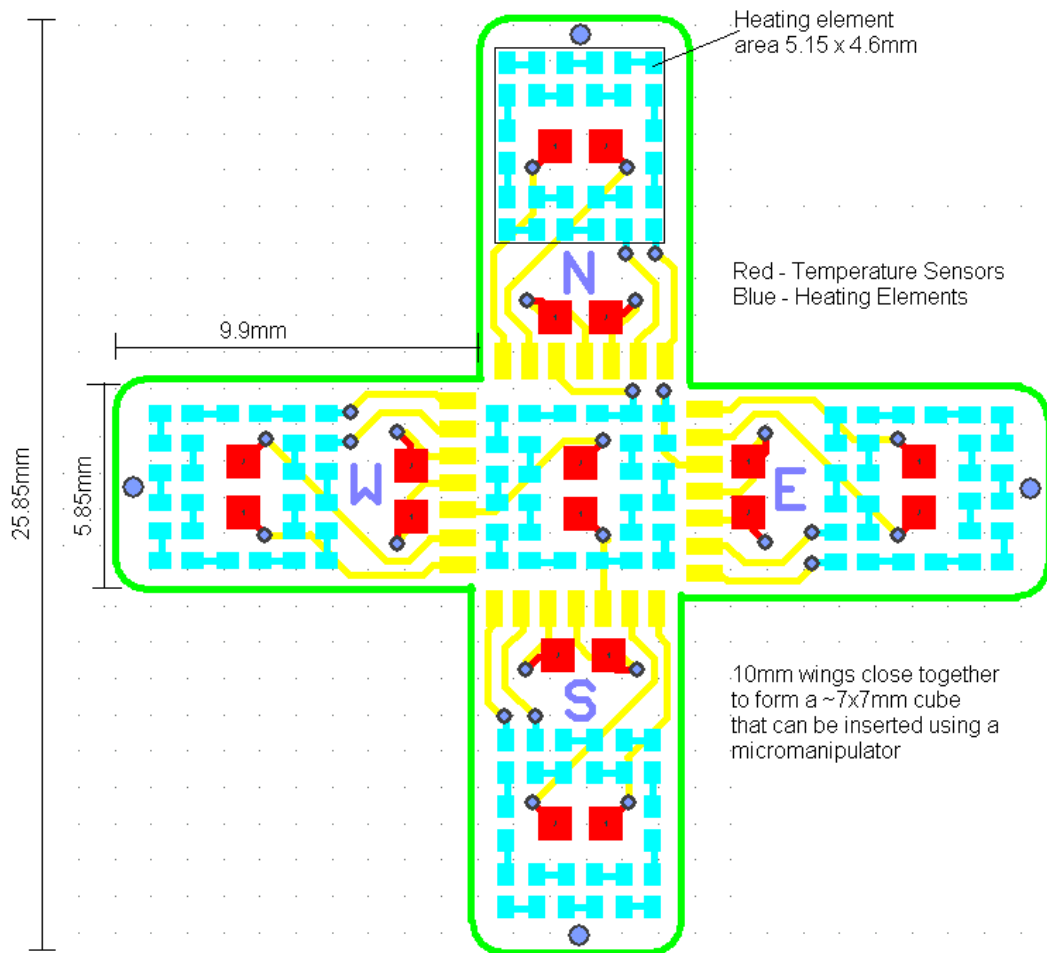 Heating element
area 5.15 x 4.6mm
N
Red - Temperature Sensors
Blue - Heating Elements
9.9mm
25.85mm
5.85mm
W
E
S
10mm wings close together
to form a ~7x7mm cube
that can be inserted using a
micromanipulator